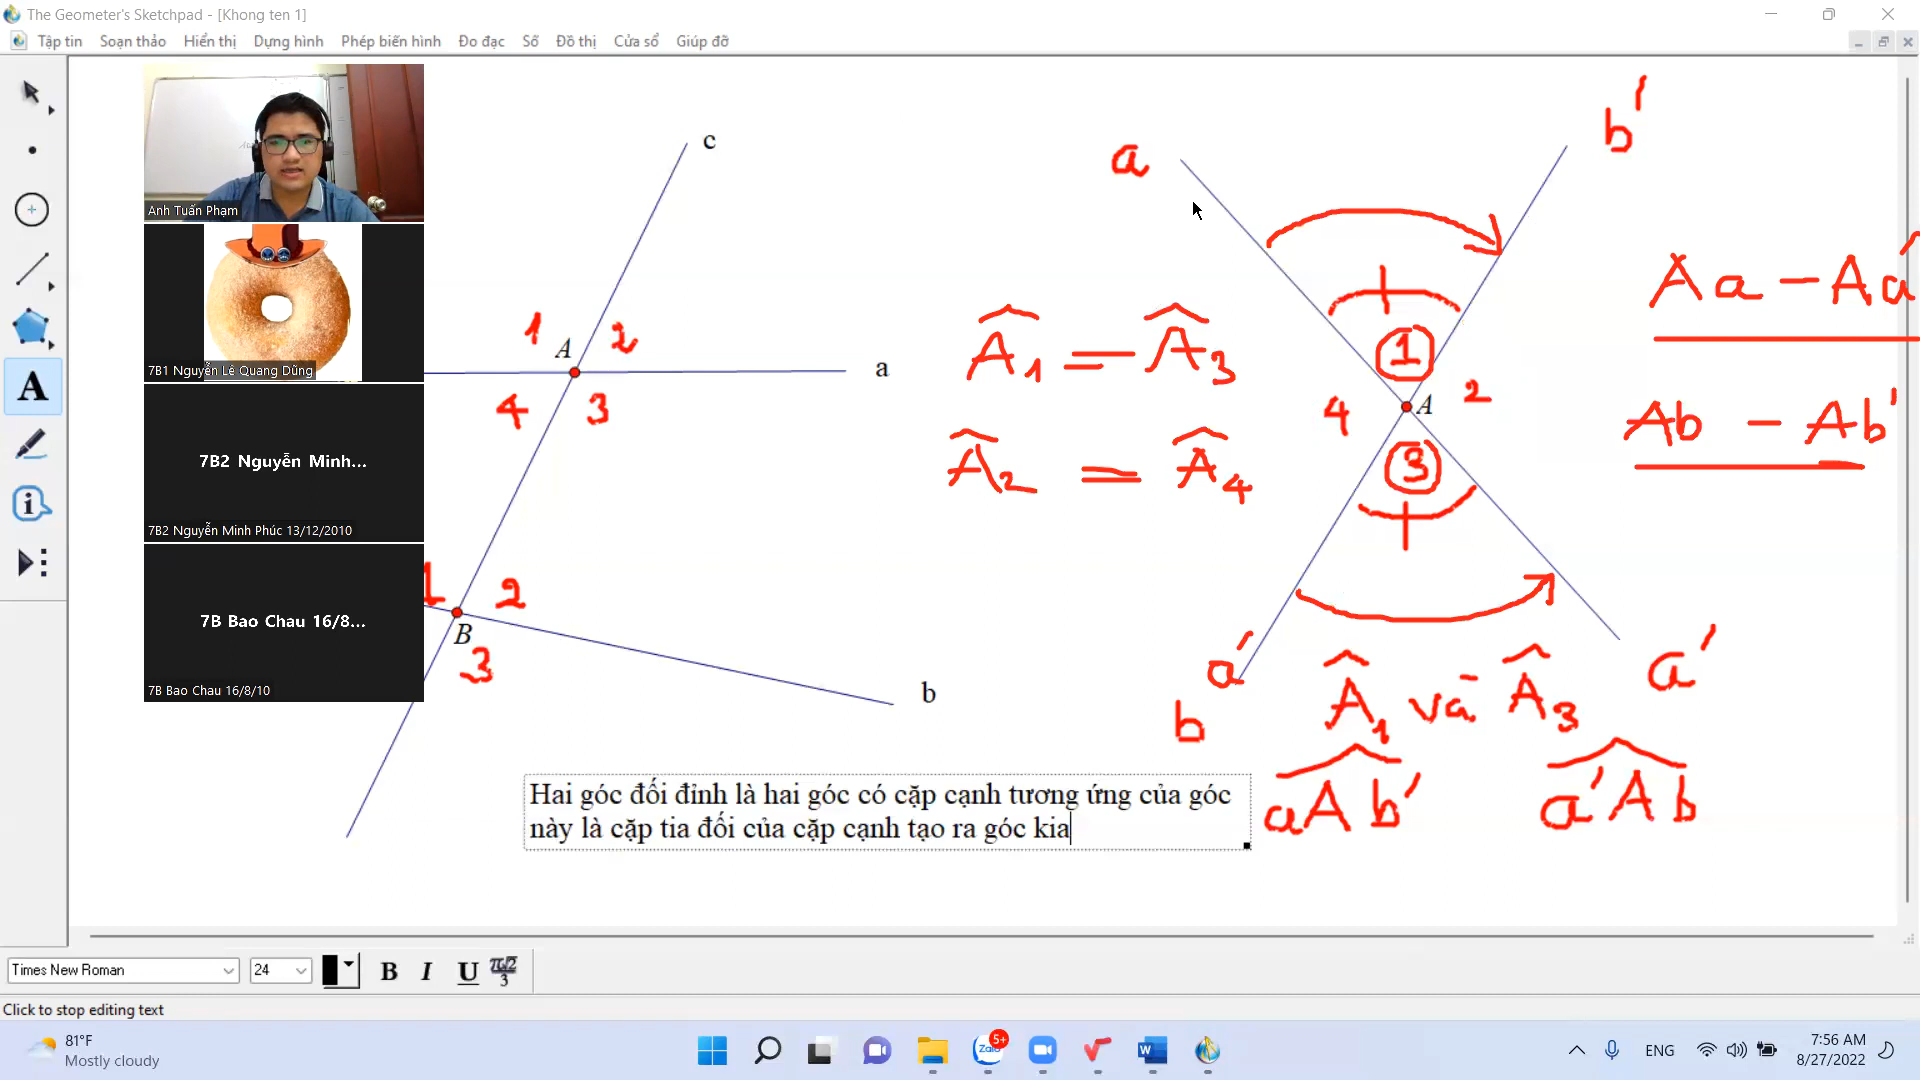 The Geometer's Sketchpad - [Khong ten 1]
Tập tin Soạn thảo Hiển thị Dựng hình Phép biến hình Đo đạc Số Đồ thị Cửa sổ Giúp đỡ
Anh Tuấn Phạm
7B1 Nguyễn Lê Quang Dũng
7B2 Nguyễn Minh...
7B2 Nguyễn Minh Phúc 13/12/2010
7B Bao Chau 16/8...
7B Bao Chau 16/8/10
c
1 A 2
a
4 3
1 2
B
3
b
a b'
Aa - Aa'
Â1 = Â3
1
4 A 2
Ab - Ab'
Â2 = Â4
3
a' a'
b
Â1 và Â3
aAb' a'Ab
Hai góc đối đỉnh là hai góc có cặp cạnh tương ứng của góc
này là cặp tia đối của cặp cạnh tạo ra góc kia
Times New Roman 24 B I U
Click to stop editing text
81°F
Mostly cloudy
Zalo 5+
W
ENG
7:56 AM
8/27/2022